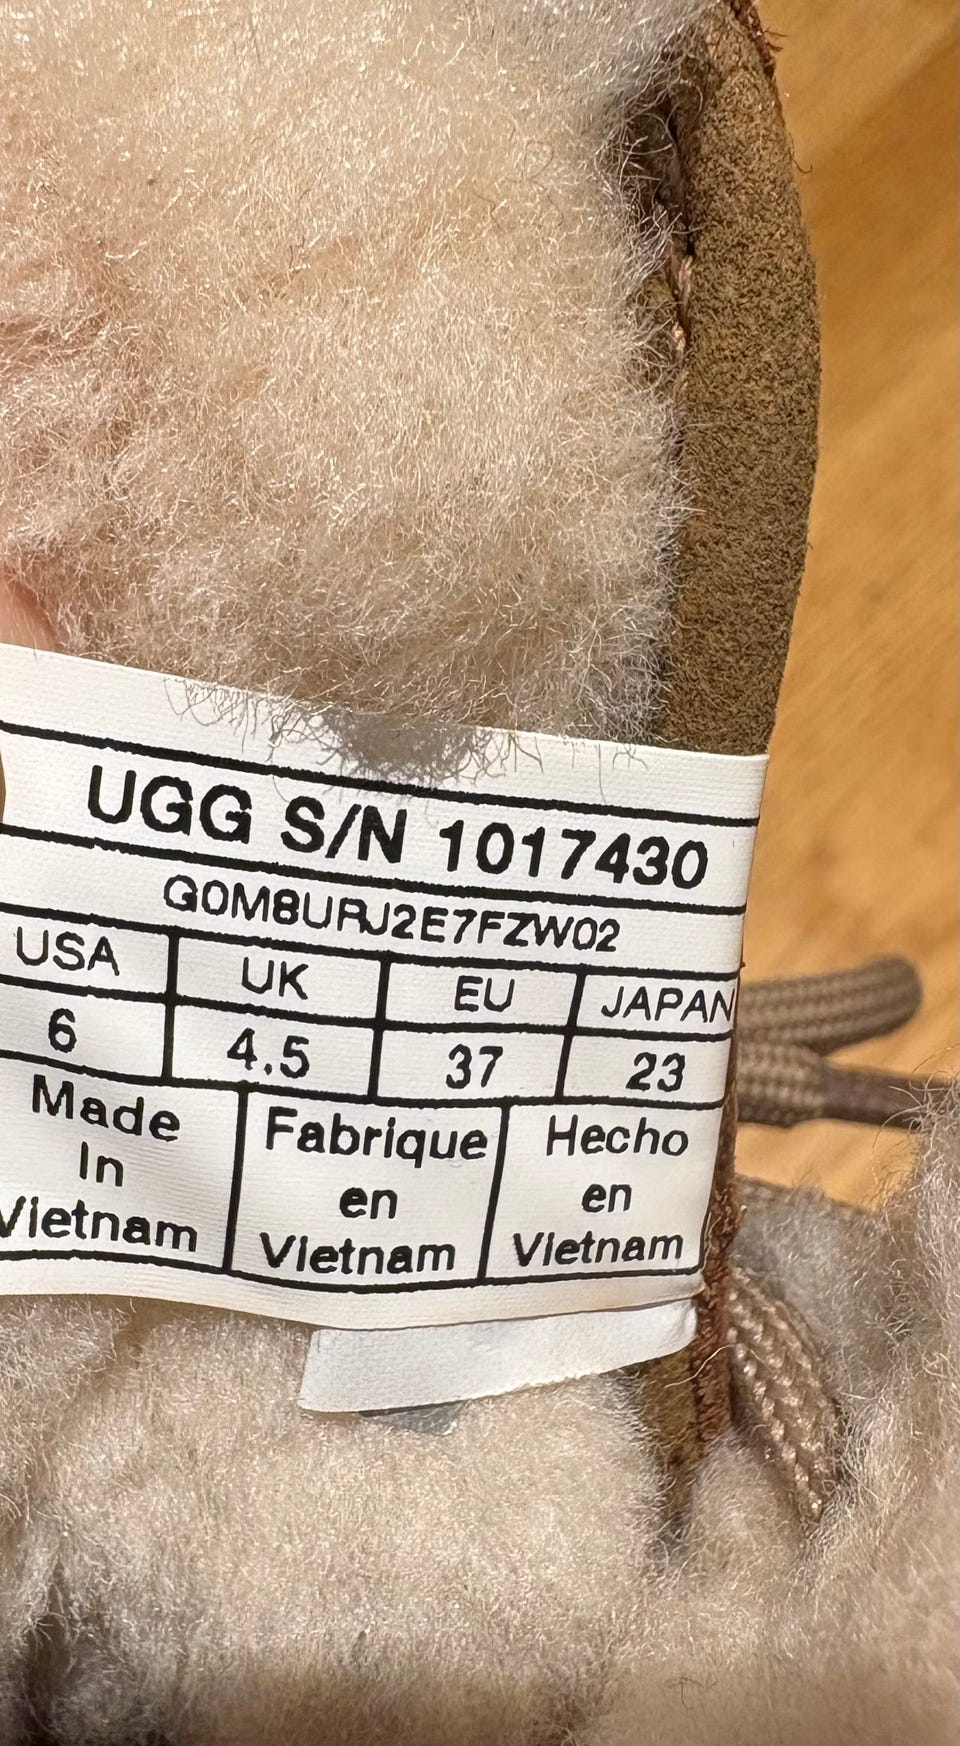 UGG S/N 1017430
G0M8URJ2E7FZW02
USA UK EU JAPAN
6 4.5 37 23
Made In Vietnam
Fabrique en Vietnam
Hecho en Vietnam